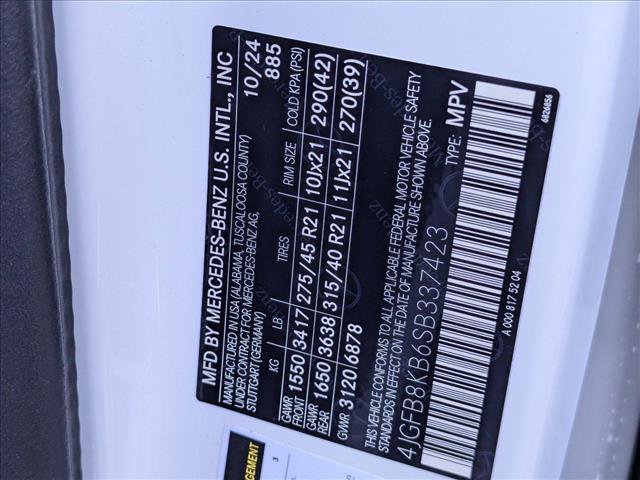 MFD BY MERCEDES-BENZ U.S. INTL., INC
10/24
MANUFACTURED IN USA (ALABAMA, TUSCALOOSA COUNTY)
885
UNDER CONTRACT FOR MERCEDES-BENZ AG,
STUTTGART (GERMANY)
KG LB TIRES RIM SIZE COLD KPA (PSI)
GAWR FRONT 1550 3417 275/45 R21 10Jx21 290(42)
GAWR REAR 1650 3638 315/40 R21 11Jx21 270(39)
GVWR 3120 6878
THIS VEHICLE CONFORMS TO ALL APPLICABLE FEDERAL MOTOR VEHICLE SAFETY
STANDARDS IN EFFECT ON THE DATE OF MANUFACTURE SHOWN ABOVE.
TYPE: MPV
4JGFB8KB6SB337423
A 000 817 52 04
6826856